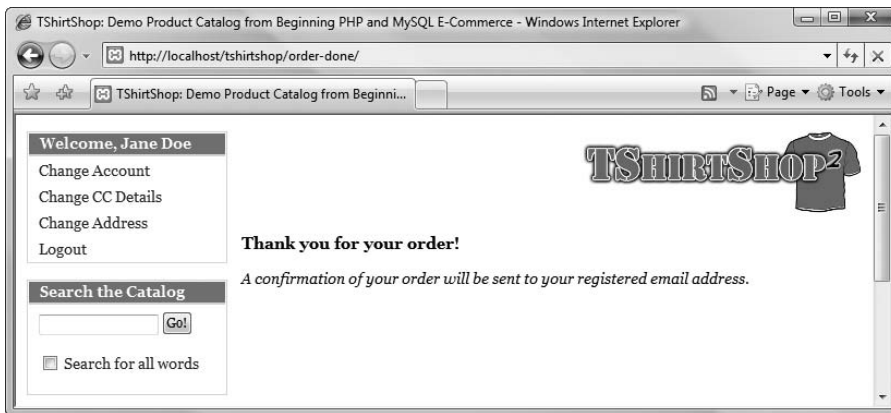 TShirtShop: Demo Product Catalog from Beginning PHP and MySQL E-Commerce - Windows Internet Explorer
http://localhost/tshirtshop/order-done/
TShirtShop: Demo Product Catalog from Beginni...
Page
Tools
Welcome, Jane Doe
Change Account
Change CC Details
Change Address
Logout
TSHIRTSHOP²
Thank you for your order!
A confirmation of your order will be sent to your registered email address.
Search the Catalog
Go!
Search for all words